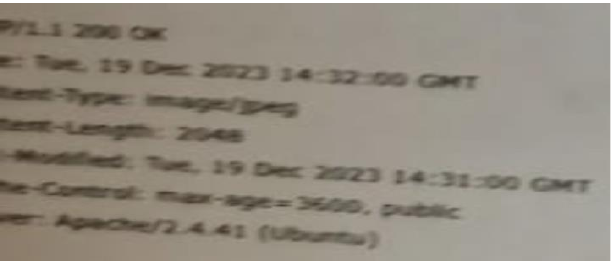 P/1.1 200 OK
e: Tue, 19 Dec 2023 14:32:00 GMT
tent-Type: image/jpeg
tent-Length: 2048
-Modified: Tue, 19 Dec 2023 14:31:00 GMT
he-Control: max-age=3600, public
ver: Apache/2.4.41 (Ubuntu)